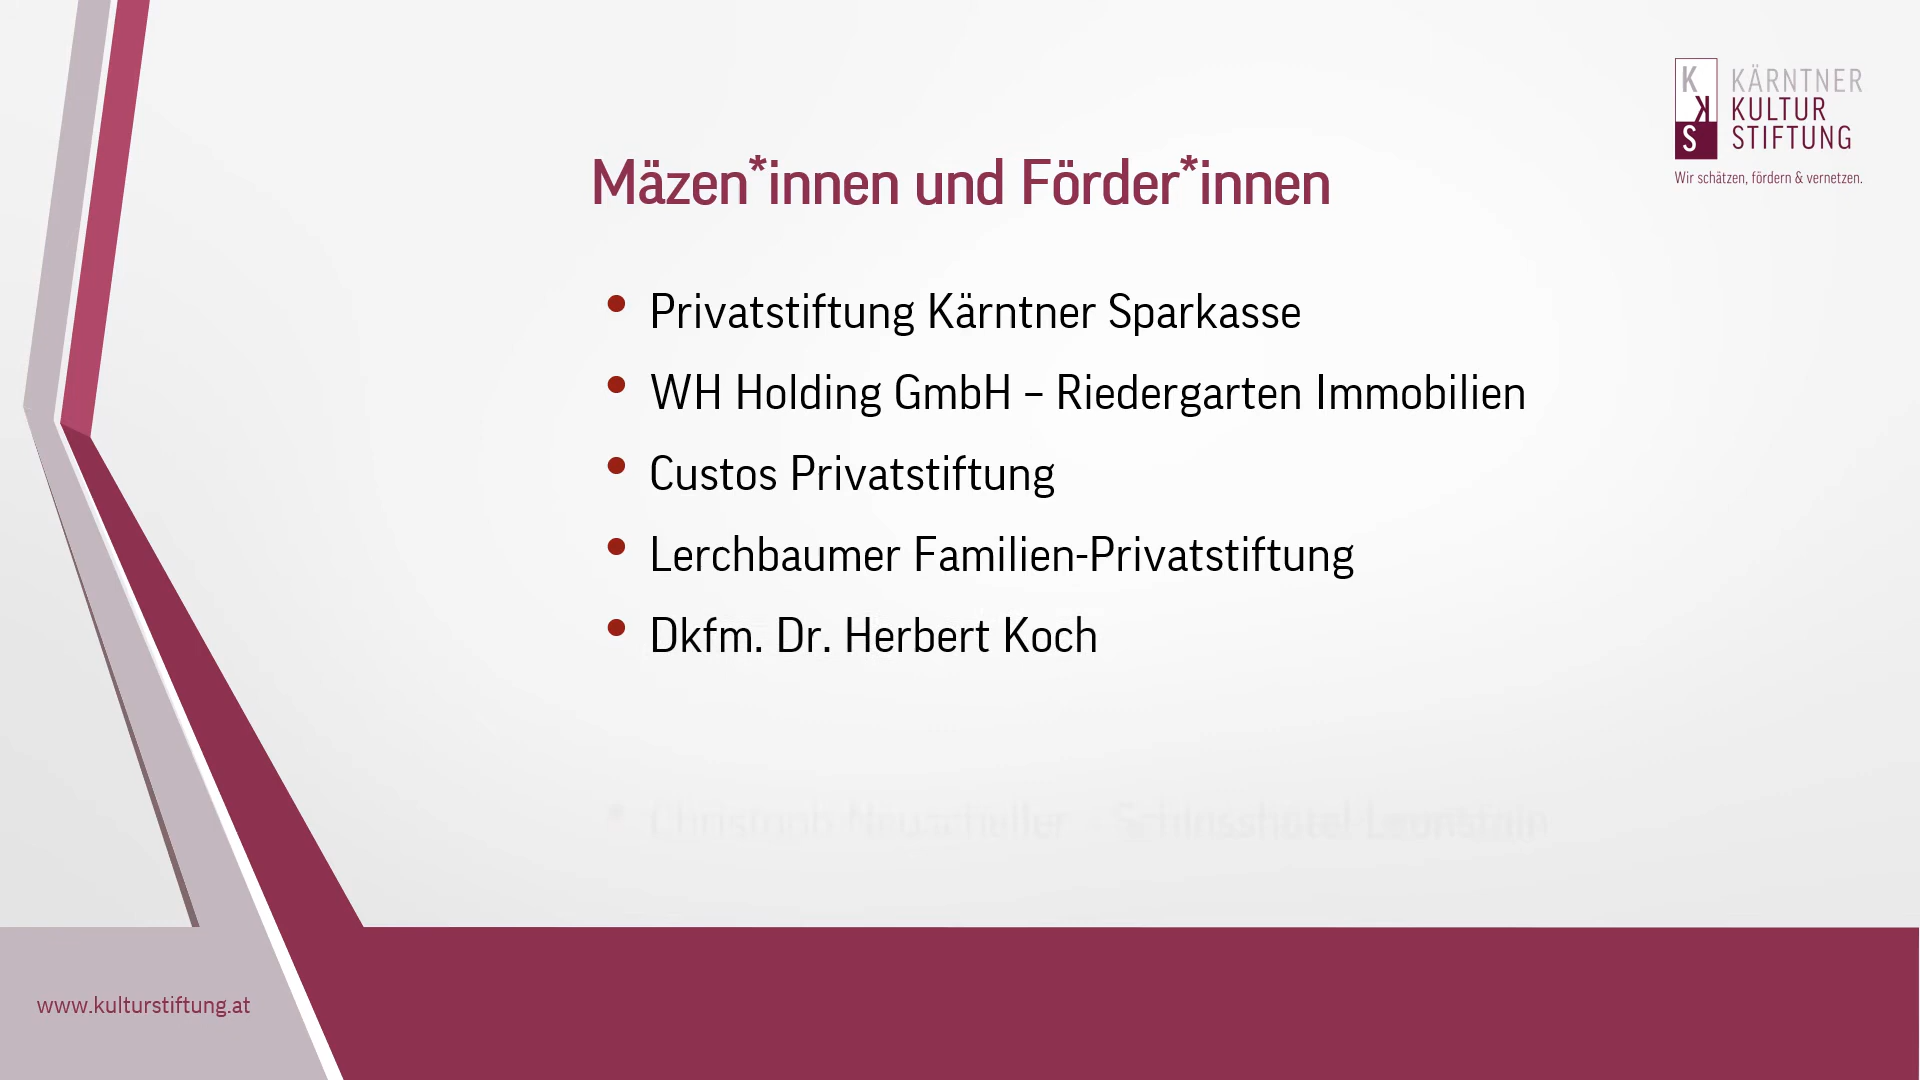 K
K
S
KÄRNTNER
KULTUR
STIFTUNG
Wir schätzen, fördern & vernetzen.
Mäzen*innen und Förder*innen
• Privatstiftung Kärntner Sparkasse
• WH Holding GmbH – Riedergarten Immobilien
• Custos Privatstiftung
• Lerchbaumer Familien-Privatstiftung
• Dkfm. Dr. Herbert Koch
• Christoph
www.kulturstiftung.at